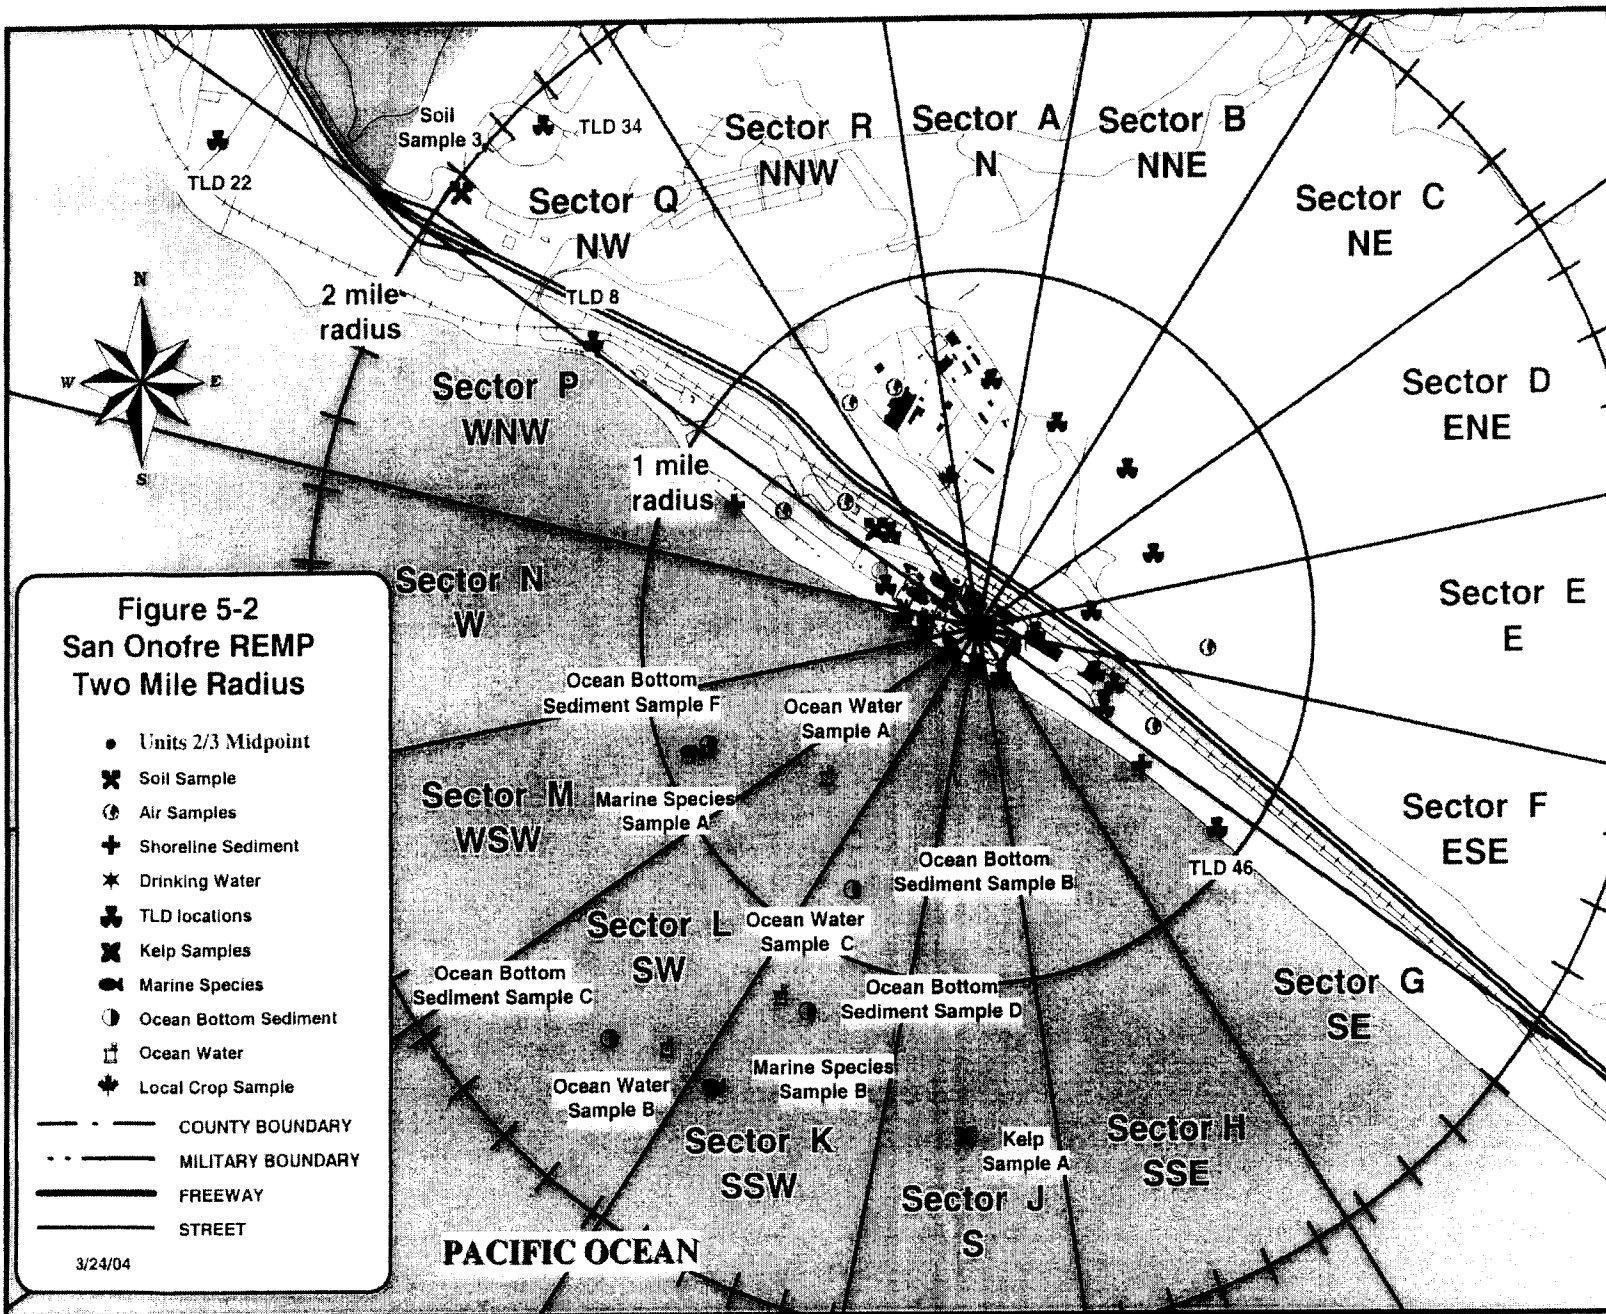 Soil
Sample 3
TLD 34
TLD 22
Sector R
NNW
Sector A
N
Sector B
NNE
Sector Q
NW
Sector C
NE
N
W
E
S
2 mile
radius
TLD 8
Sector P
WNW
Sector D
ENE
1 mile
radius
Sector N
W
Sector E
E
Ocean Bottom
Sediment Sample F
Ocean Water
Sample A
Sector M
WSW
Marine Species
Sample A
Sector F
ESE
Ocean Bottom
Sediment Sample B
TLD 46
Sector L
SW
Ocean Water
Sample C
Ocean Bottom
Sediment Sample C
Ocean Bottom
Sediment Sample D
Sector G
SE
Ocean Water
Sample B
Marine Species
Sample B
Sector K
SSW
Kelp
Sample A
Sector H
SSE
Sector J
S
PACIFIC OCEAN
Figure 5-2
San Onofre REMP
Two Mile Radius
Units 2/3 Midpoint
Soil Sample
Air Samples
Shoreline Sediment
Drinking Water
TLD locations
Kelp Samples
Marine Species
Ocean Bottom Sediment
Ocean Water
Local Crop Sample
COUNTY BOUNDARY
MILITARY BOUNDARY
FREEWAY
STREET
3/24/04